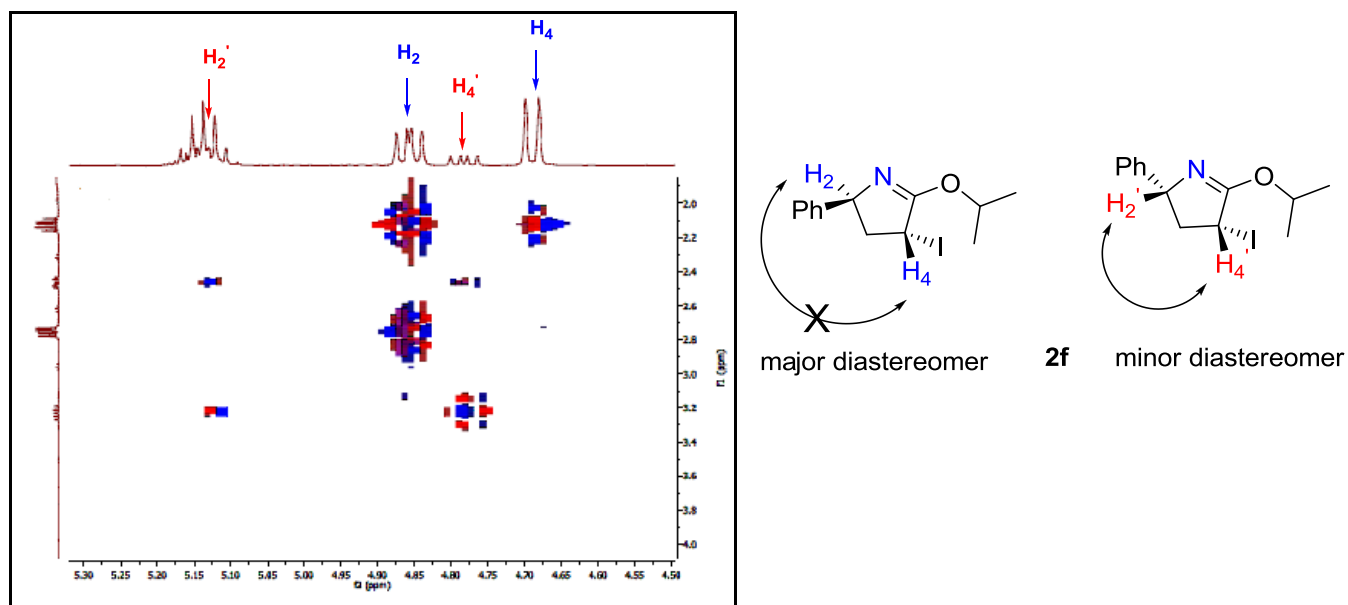 H2'
H2
H4'
H4
2.0
2.2
2.4
2.6
2.8
3.0
3.2
3.4
3.6
3.8
4.0
f1 (ppm)
5.30 5.25 5.20 5.15 5.10 5.05 5.00 4.95 4.90 4.85 4.80 4.75 4.70 4.65 4.60 4.55 4.50
f2 (ppm)
H2 N O
Ph
I
H4
X
major diastereomer
2f
Ph N O
H2'
I
H4'
minor diastereomer